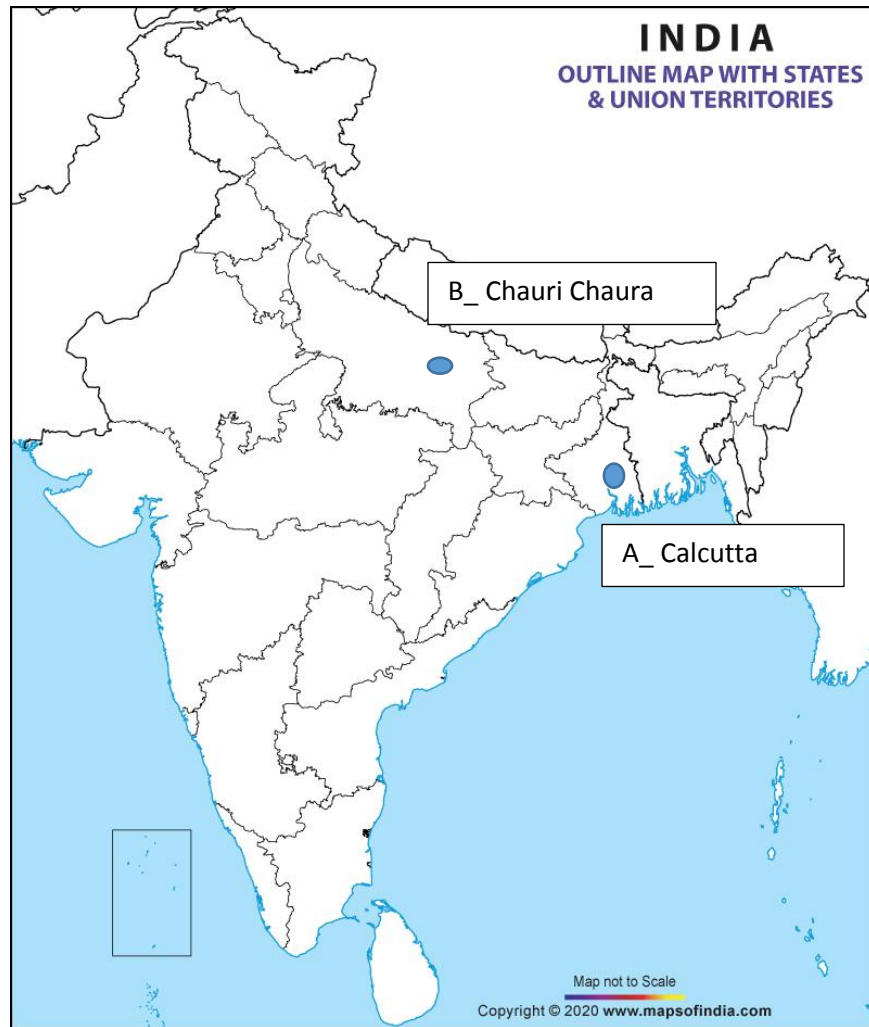 INDIA
OUTLINE MAP WITH STATES
& UNION TERRITORIES
B_ Chauri Chaura
A_ Calcutta
Map not to Scale
Copyright © 2020 www.mapsofindia.com